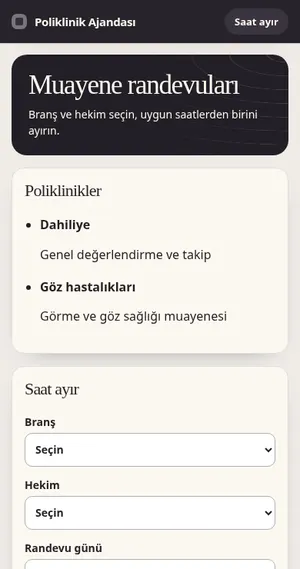 Poliklinik Ajandası
Saat ayır
Muayene randevuları
Branş ve hekim seçin, uygun saatlerden birini
ayırın.
Poliklinikler
Dahiliye
Genel değerlendirme ve takip
Göz hastalıkları
Görme ve göz sağlığı muayenesi
Saat ayır
Branş
Seçin
Hekim
Seçin
Randevu günü